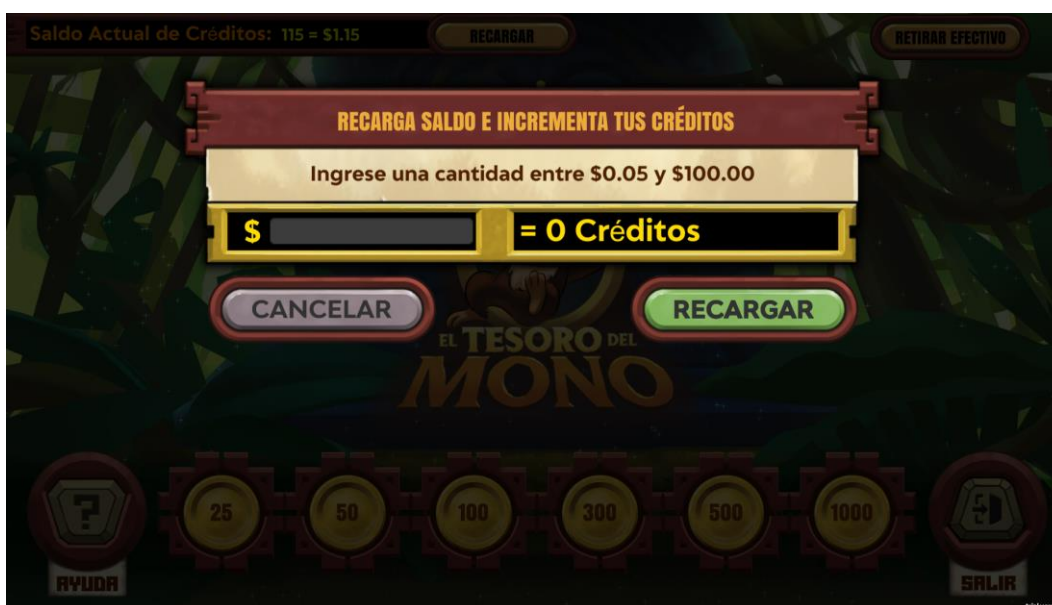 Saldo Actual de Créditos: 115 = $1.15
RECARGAR
RETIRAR EFECTIVO
RECARGA SALDO E INCREMENTA TUS CRÉDITOS
Ingrese una cantidad entre $0.05 y $100.00
$ = 0 Créditos
CANCELAR
RECARGAR
EL TESORO DEL
MONO
?
25
50
100
300
500
1000
AYUDA
SALIR